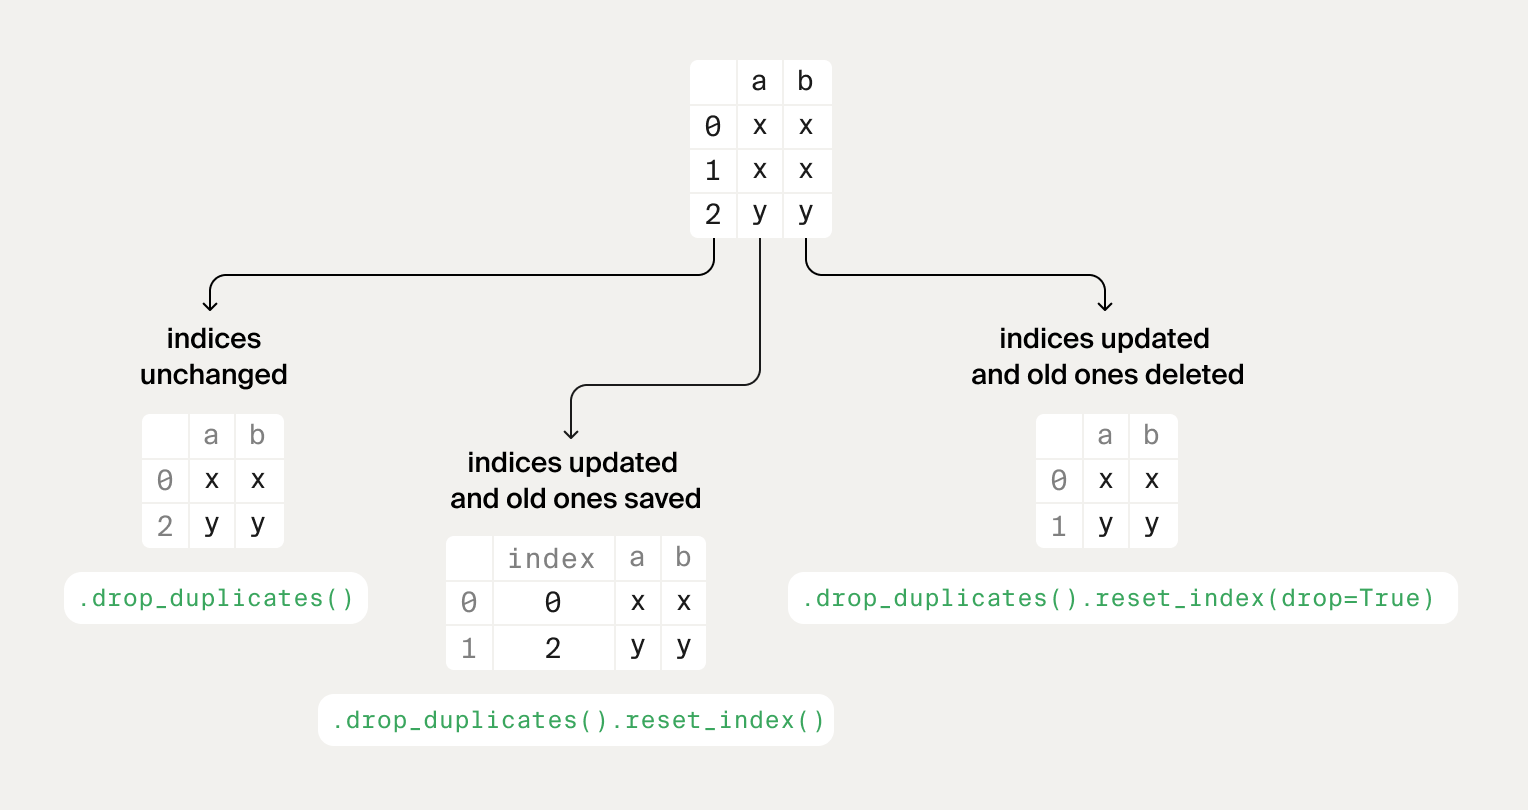 a b
0 x x
1 x x
2 y y
indices
unchanged
a b
0 x x
2 y y
.drop_duplicates()
indices updated
and old ones saved
index a b
0 0 x x
1 2 y y
.drop_duplicates().reset_index()
indices updated
and old ones deleted
a b
0 x x
1 y y
.drop_duplicates().reset_index(drop=True)